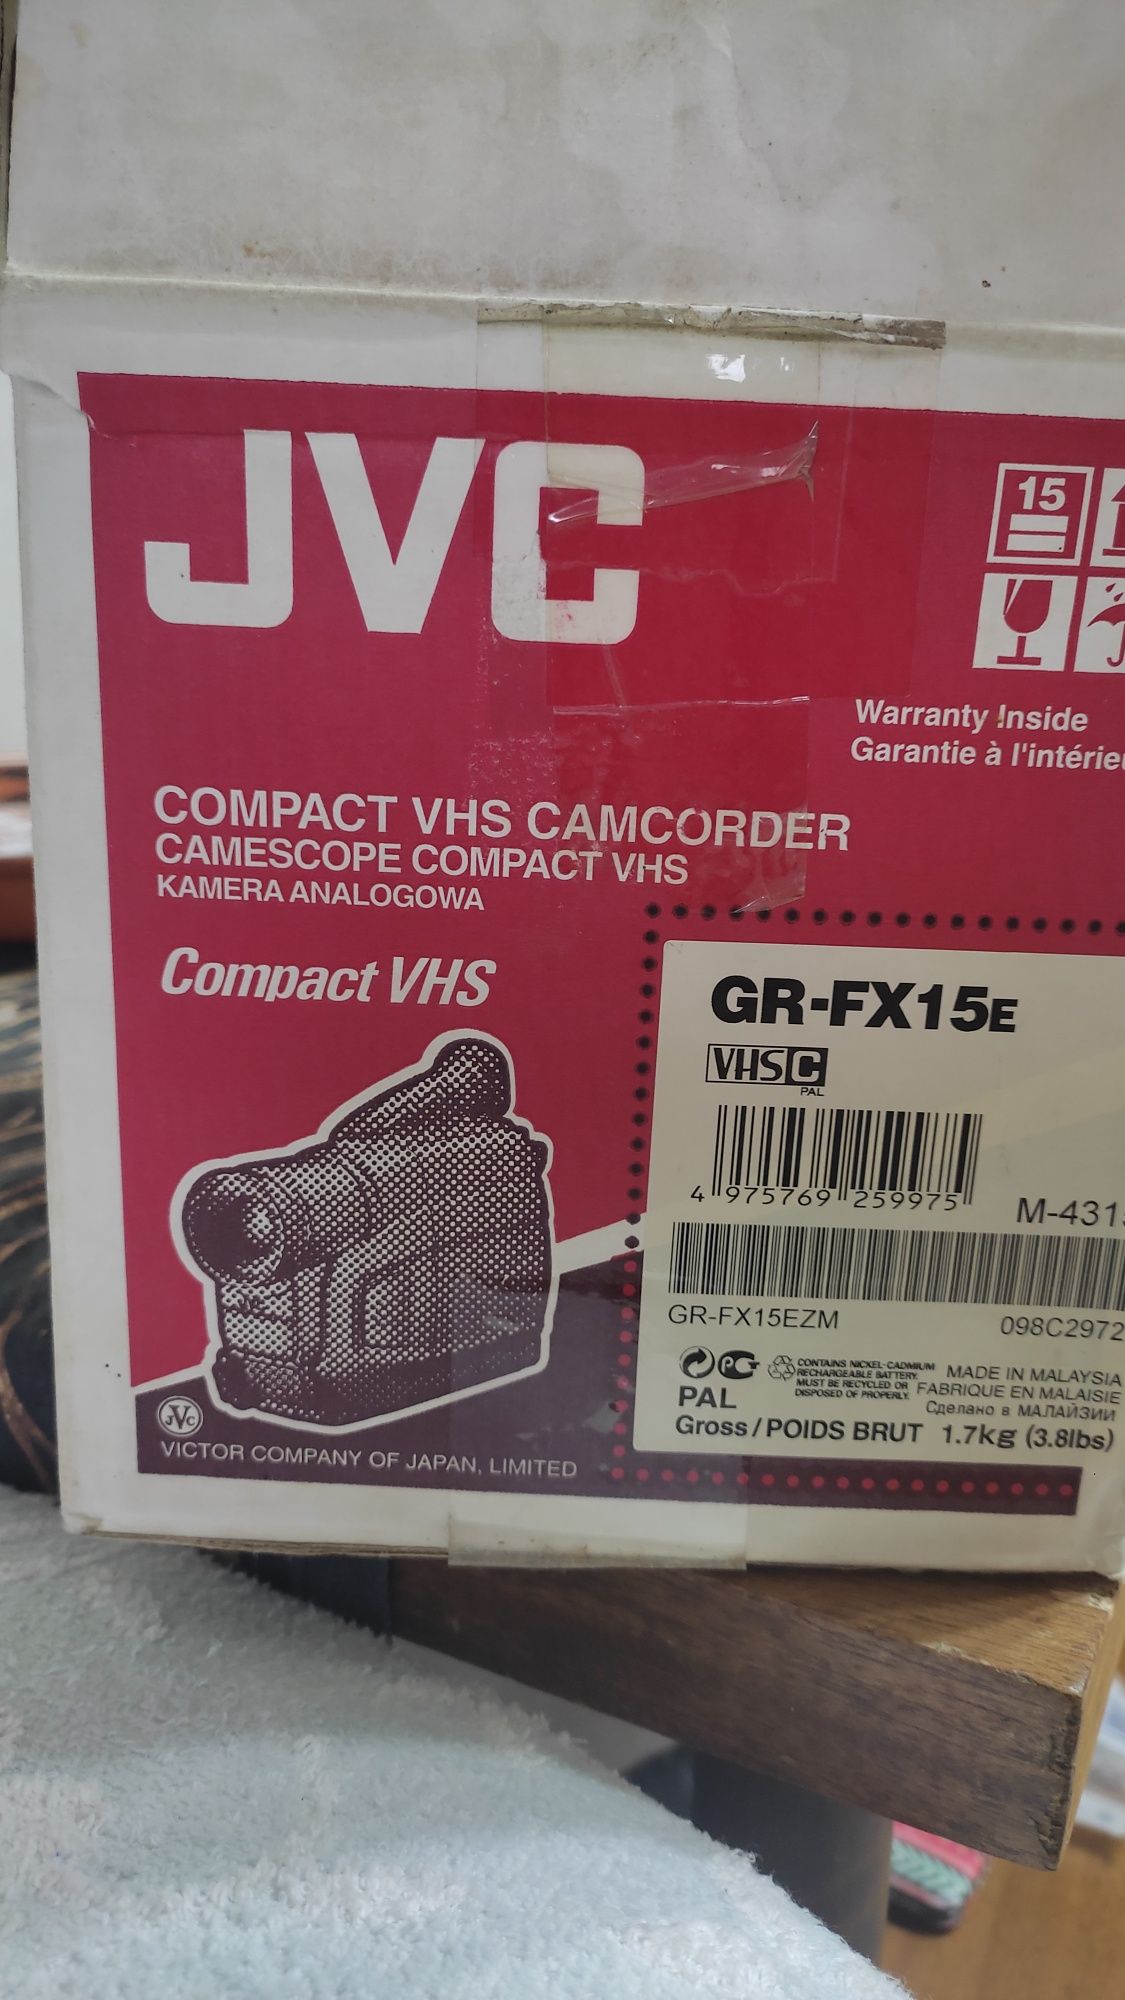 JVC
15
Warranty Inside
Garantie à l'intérieu
COMPACT VHS CAMCORDER
CAMESCOPE COMPACT VHS
KAMERA ANALOGOWA
Compact VHS
GR-FX15E
VHS C
PAL
4 975769 259975
M-431
GR-FX15EZM
098C2972
CONTAINS NICKEL-CADMIUM
RECHARGEABLE BATTERY.
MUST BE RECYCLED OR
DISPOSED OF PROPERLY.
MADE IN MALAYSIA
FABRIQUE EN MALAISIE
Сделано в МАЛАЙЗИИ
PAL
Gross/POIDS BRUT 1.7kg (3.8lbs)
JVC
VICTOR COMPANY OF JAPAN, LIMITED